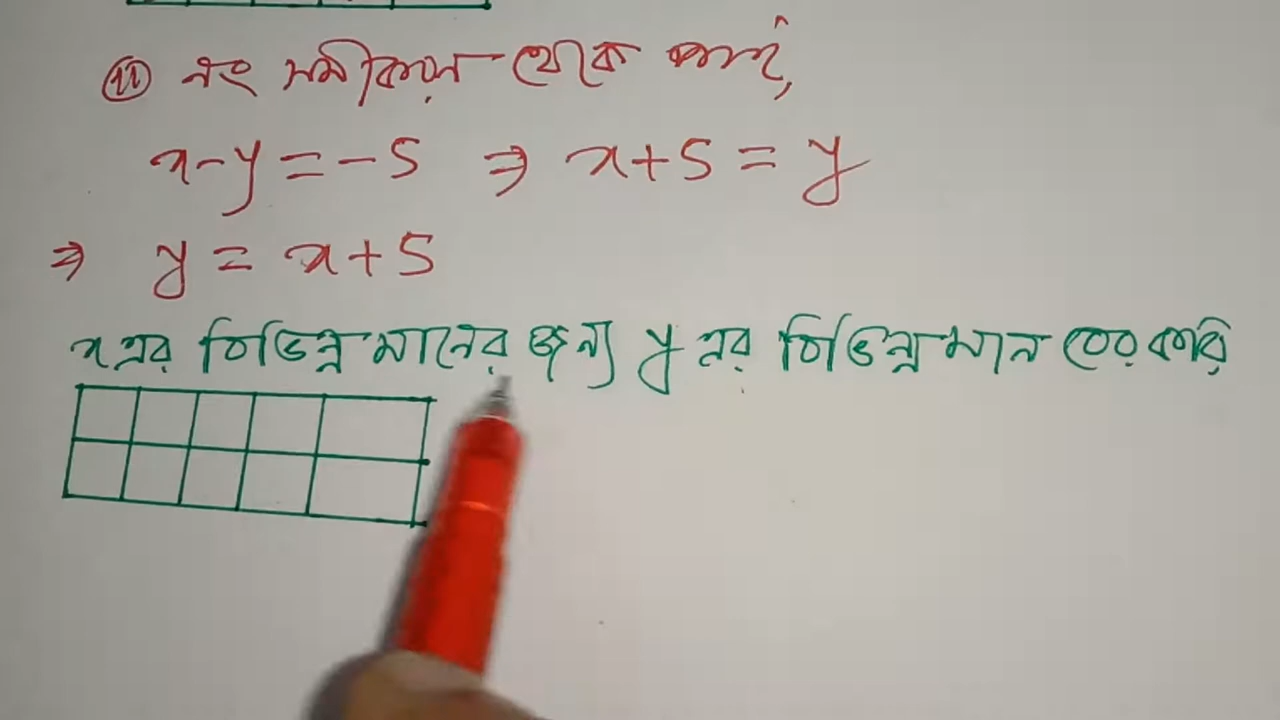 (ii) নং সমীকরণ থেকে পাই,
x-y=-5 ⇒ x+5=y
⇒ y=x+5
x এর বিভিন্ন মানের জন্য y এর বিভিন্ন মান বের করি